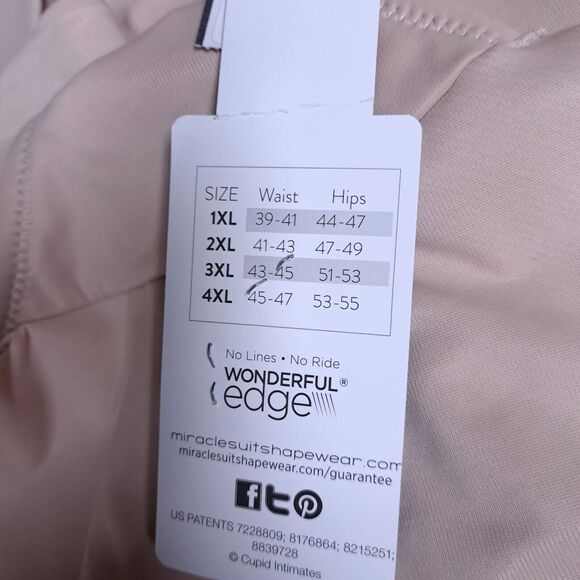 SIZE Waist Hips
1XL 39-41 44-47
2XL 41-43 47-49
3XL 43-45 51-53
4XL 45-47 53-55
No Lines • No Ride
WONDERFUL®
edge
miraclesuitshapewear.com
miraclesuitshapewear.com/guarantee
US PATENTS 7228809; 8176864; 8215251;
8839728
© Cupid Intimates